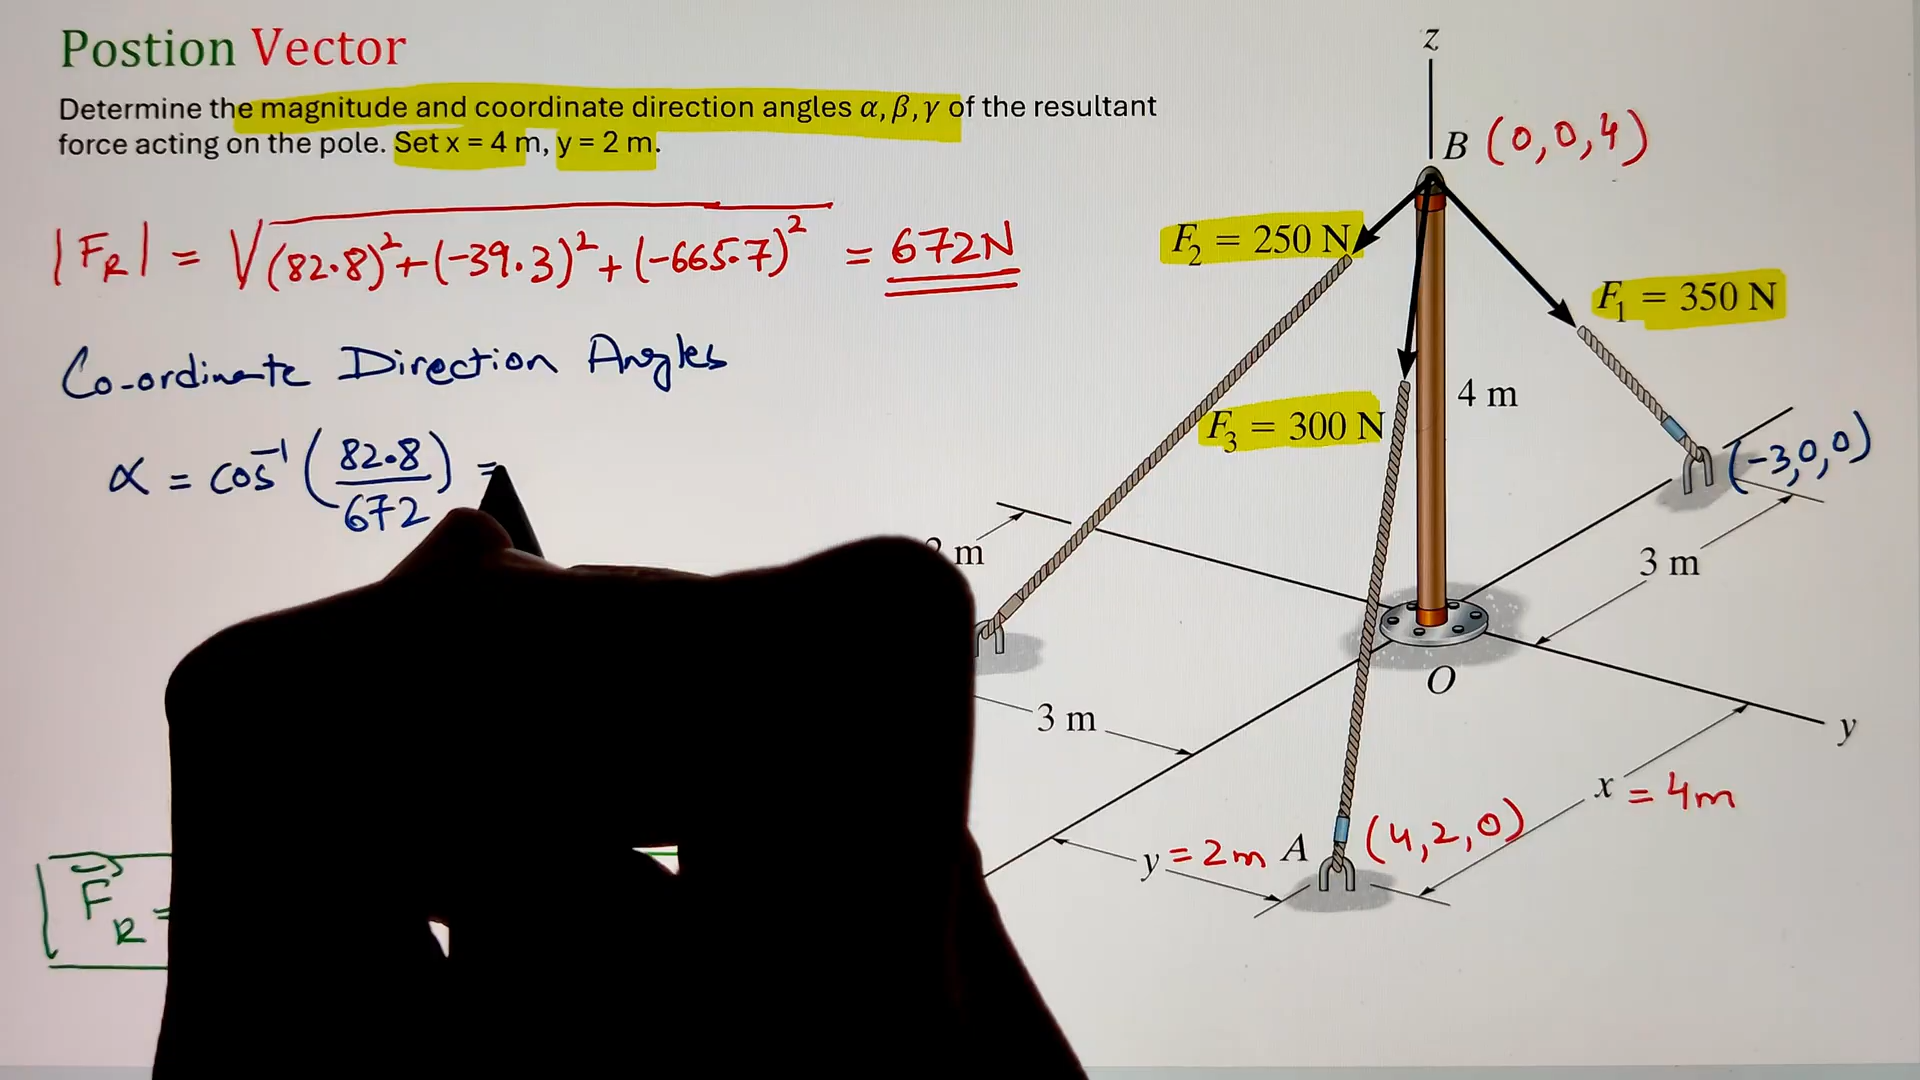 Postion Vector
Determine the magnitude and coordinate direction angles α, β, γ of the resultant
force acting on the pole. Set x = 4 m, y = 2 m.
|F_R| = √(82.8)² + (-39.3)² + (-665.7)² = 672N
Co-ordinate Direction Angles
α = cos⁻¹ (82.8/672) =
F_R =
z
B (0,0,4)
F₂ = 250 N
F₁ = 350 N
F₃ = 300 N
4 m
(-3,0,0)
m
3 m
O
3 m
y
x = 4m
y = 2m A (4,2,0)